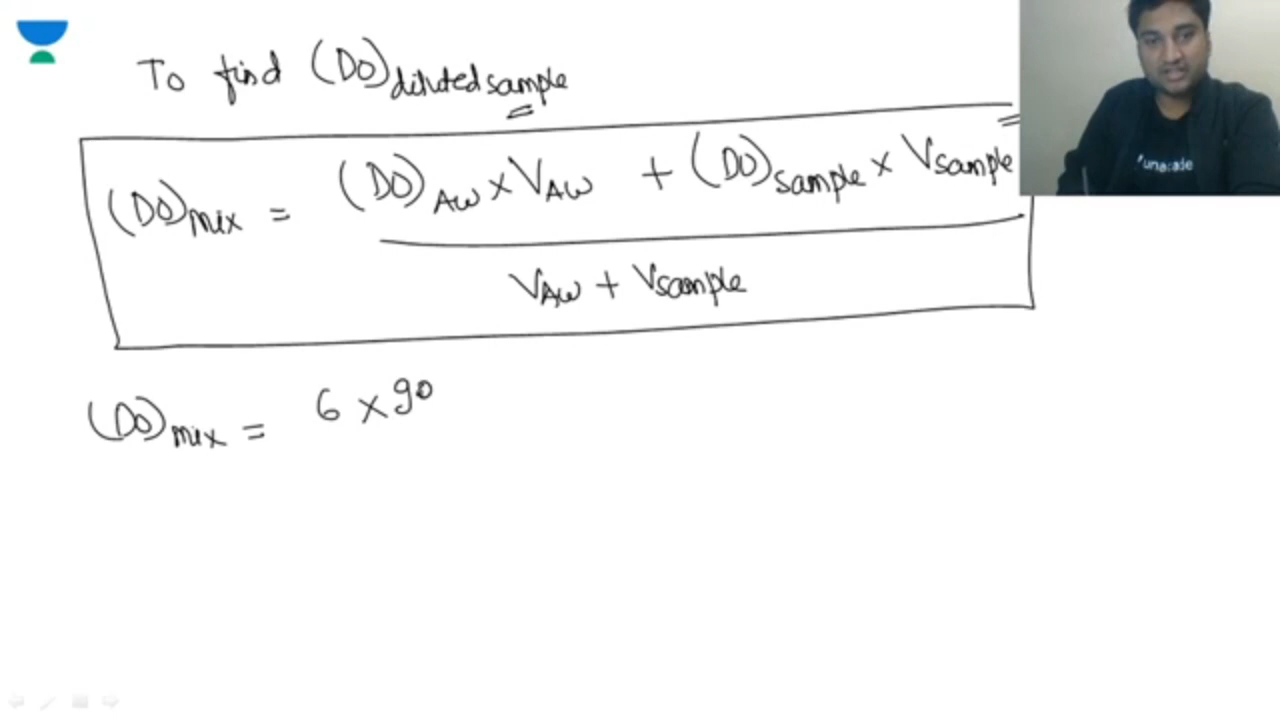 To find (DO)diluted sample
(DO)mix = (DO)AW × VAW + (DO)sample × Vsample
VAW + Vsample
(DO)mix = 6 × 90